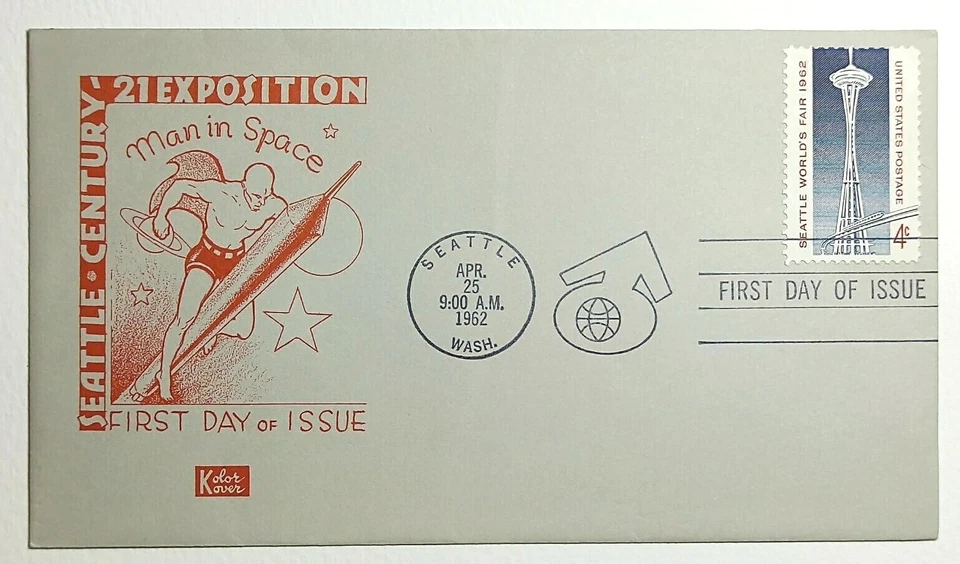 SEATTLE • CENTURY '21 EXPOSITION
Man in Space
FIRST DAY OF ISSUE
Kolor
Kover
SEATTLE
APR.
25
9:00 A.M.
1962
WASH.
SEATTLE WORLD'S FAIR 1962
UNITED STATES POSTAGE
4c
FIRST DAY OF ISSUE